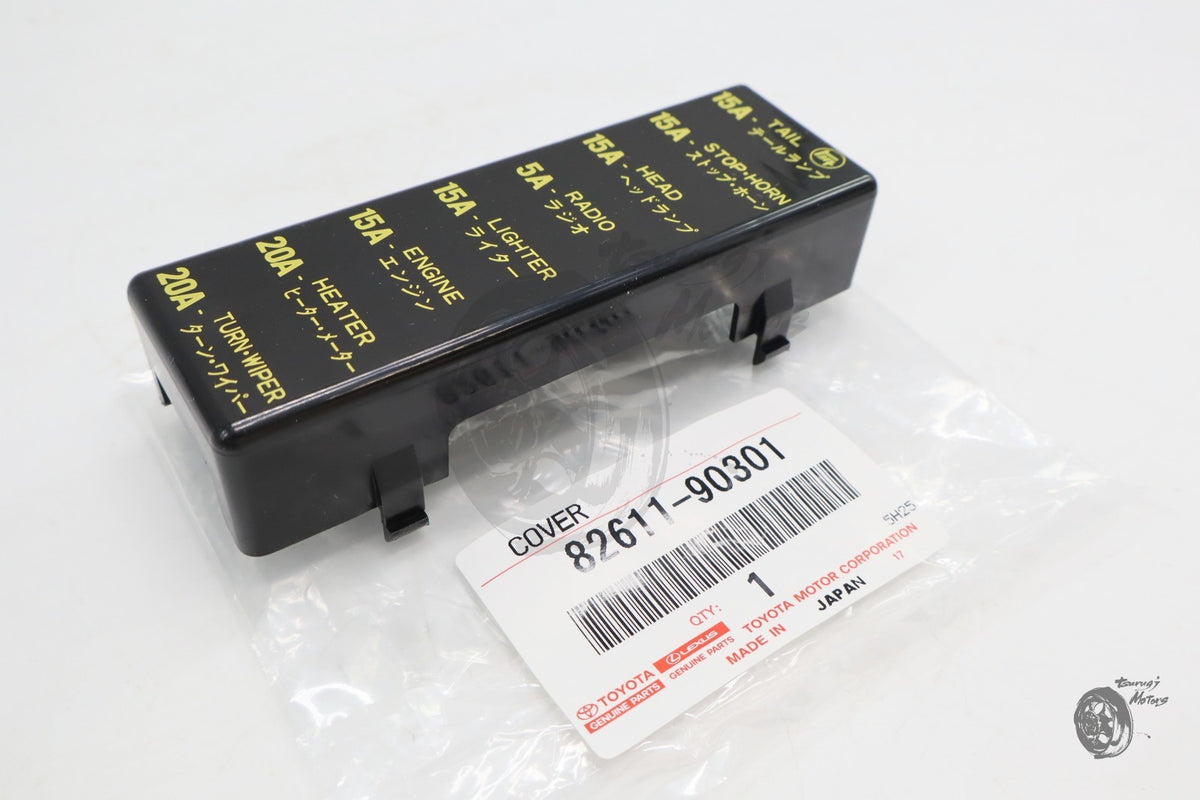 15A - TAIL
テールランプ
15A - STOP・HORN
ストップ・ホーン
15A - HEAD
ヘッドランプ
5A - RADIO
ラジオ
15A - LIGHTER
ライター
15A - ENGINE
エンジン
20A - HEATER
ヒーター・メーター
20A - TURN・WIPER
ターン・ワイパー
COVER
82611-90301
5H25
QTY: 1
TOYOTA
GENUINE PARTS
LEXUS
GENUINE PARTS
TOYOTA MOTOR CORPORATION 17
MADE IN JAPAN
Tsurugi
Motors